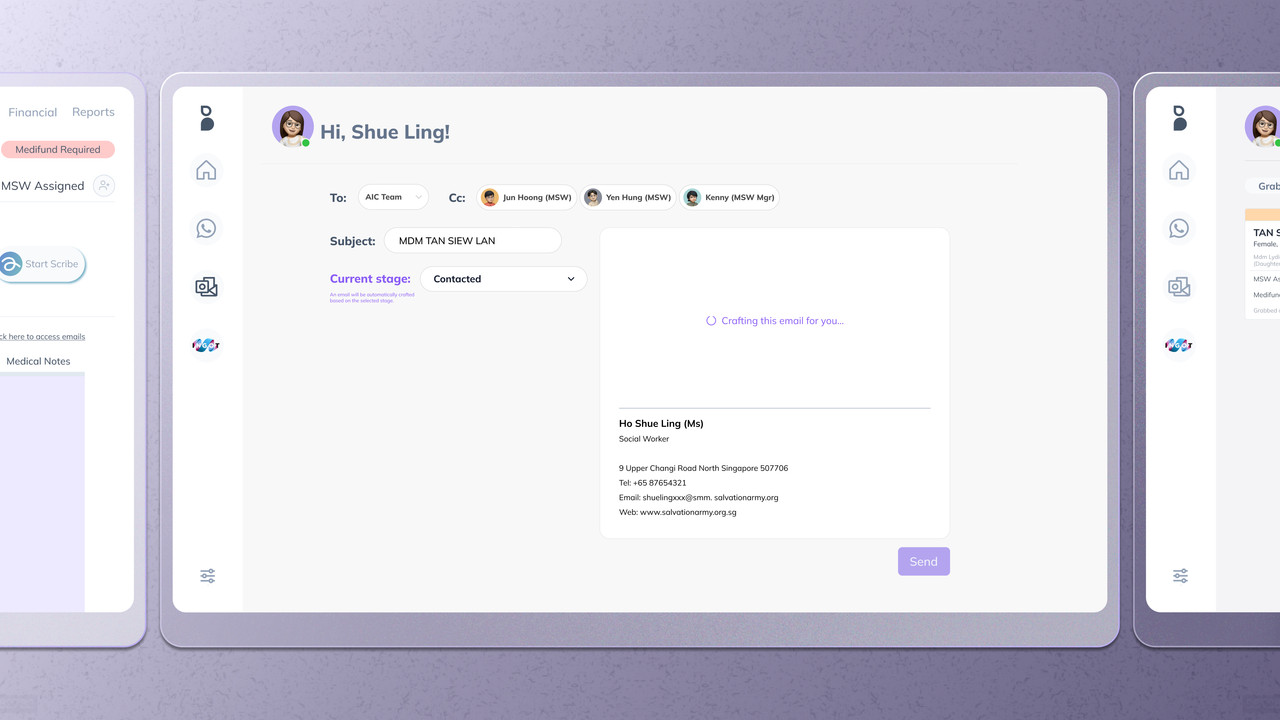 Financial Reports
Medifund Required
MSW Assigned
Start Scribe
ck here to access emails
Medical Notes
Hi, Shue Ling!
To: AIC Team Cc: Jun Hoong (MSW) Yen Hung (MSW) Kenny (MSW Mgr)
Subject: MDM TAN SIEW LAN
Current stage: Contacted
An email will be automatically crafted
based on the selected stage.
Crafting this email for you...
Ho Shue Ling (Ms)
Social Worker
9 Upper Changi Road North Singapore 507706
Tel: +65 87654321
Email: shuelingxxx@smm. salvationarmy.org
Web: www.salvationarmy.org.sg
Send
Grab
TAN S
Female,
Mdm Lydi
(Daughter
MSW As
Medifun
Grabbed o